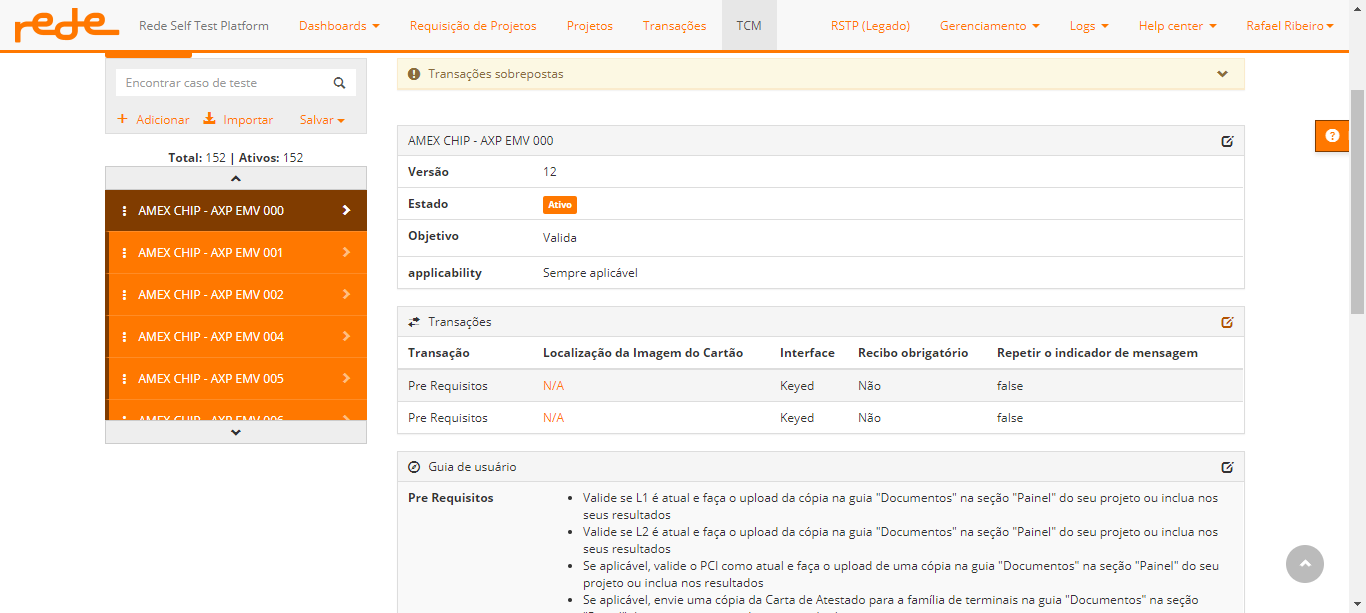 rede Rede Self Test Platform Dashboards Requisição de Projetos Projetos Transações TCM RSTP (Legado) Gerenciamento Logs Help center Rafael Ribeiro
Encontrar caso de teste
+ Adicionar Importar Salvar
Total: 152 | Ativos: 152
AMEX CHIP - AXP EMV 000
AMEX CHIP - AXP EMV 001
AMEX CHIP - AXP EMV 002
AMEX CHIP - AXP EMV 004
AMEX CHIP - AXP EMV 005
AMEX CHIP - AXP EMV 006
Transações sobrepostas
AMEX CHIP - AXP EMV 000
Versão 12
Estado Ativo
Objetivo Valida
applicability Sempre aplicável
Transações
Transação Localização da Imagem do Cartão Interface Recibo obrigatório Repetir o indicador de mensagem
Pre Requisitos N/A Keyed Não false
Pre Requisitos N/A Keyed Não false
Guia de usuário
Pre Requisitos
• Valide se L1 é atual e faça o upload da cópia na guia "Documentos" na seção "Painel" do seu projeto ou inclua nos
seus resultados
• Valide se L2 é atual e faça o upload da cópia na guia "Documentos" na seção "Painel" do seu projeto ou inclua nos
seus resultados
• Se aplicável, valide o PCI como atual e faça o upload de uma cópia na guia "Documentos" na seção "Painel" do seu
projeto ou inclua nos resultados
• Se aplicável, envie uma cópia da Carta de Atestado para a família de terminais na guia "Documentos" na seção